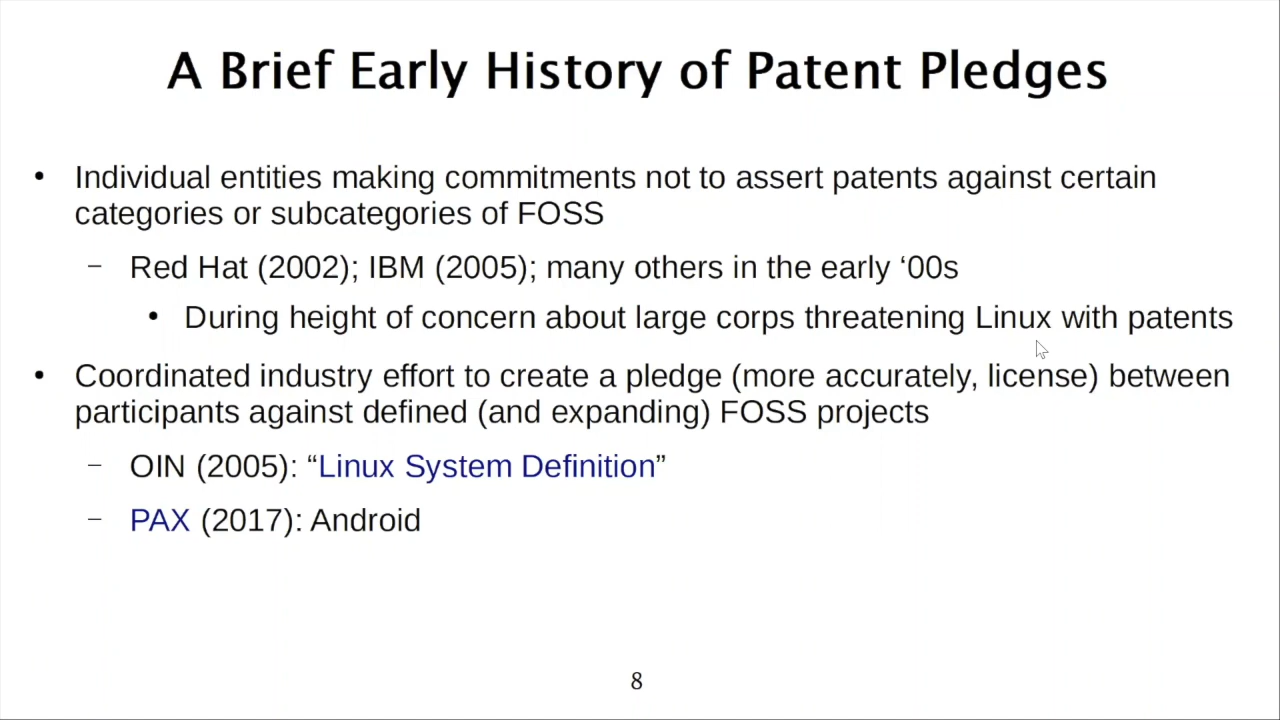 A Brief Early History of Patent Pledges
• Individual entities making commitments not to assert patents against certain
categories or subcategories of FOSS
– Red Hat (2002); IBM (2005); many others in the early ‘00s
• During height of concern about large corps threatening Linux with patents
• Coordinated industry effort to create a pledge (more accurately, license) between
participants against defined (and expanding) FOSS projects
– OIN (2005): “Linux System Definition”
– PAX (2017): Android
8